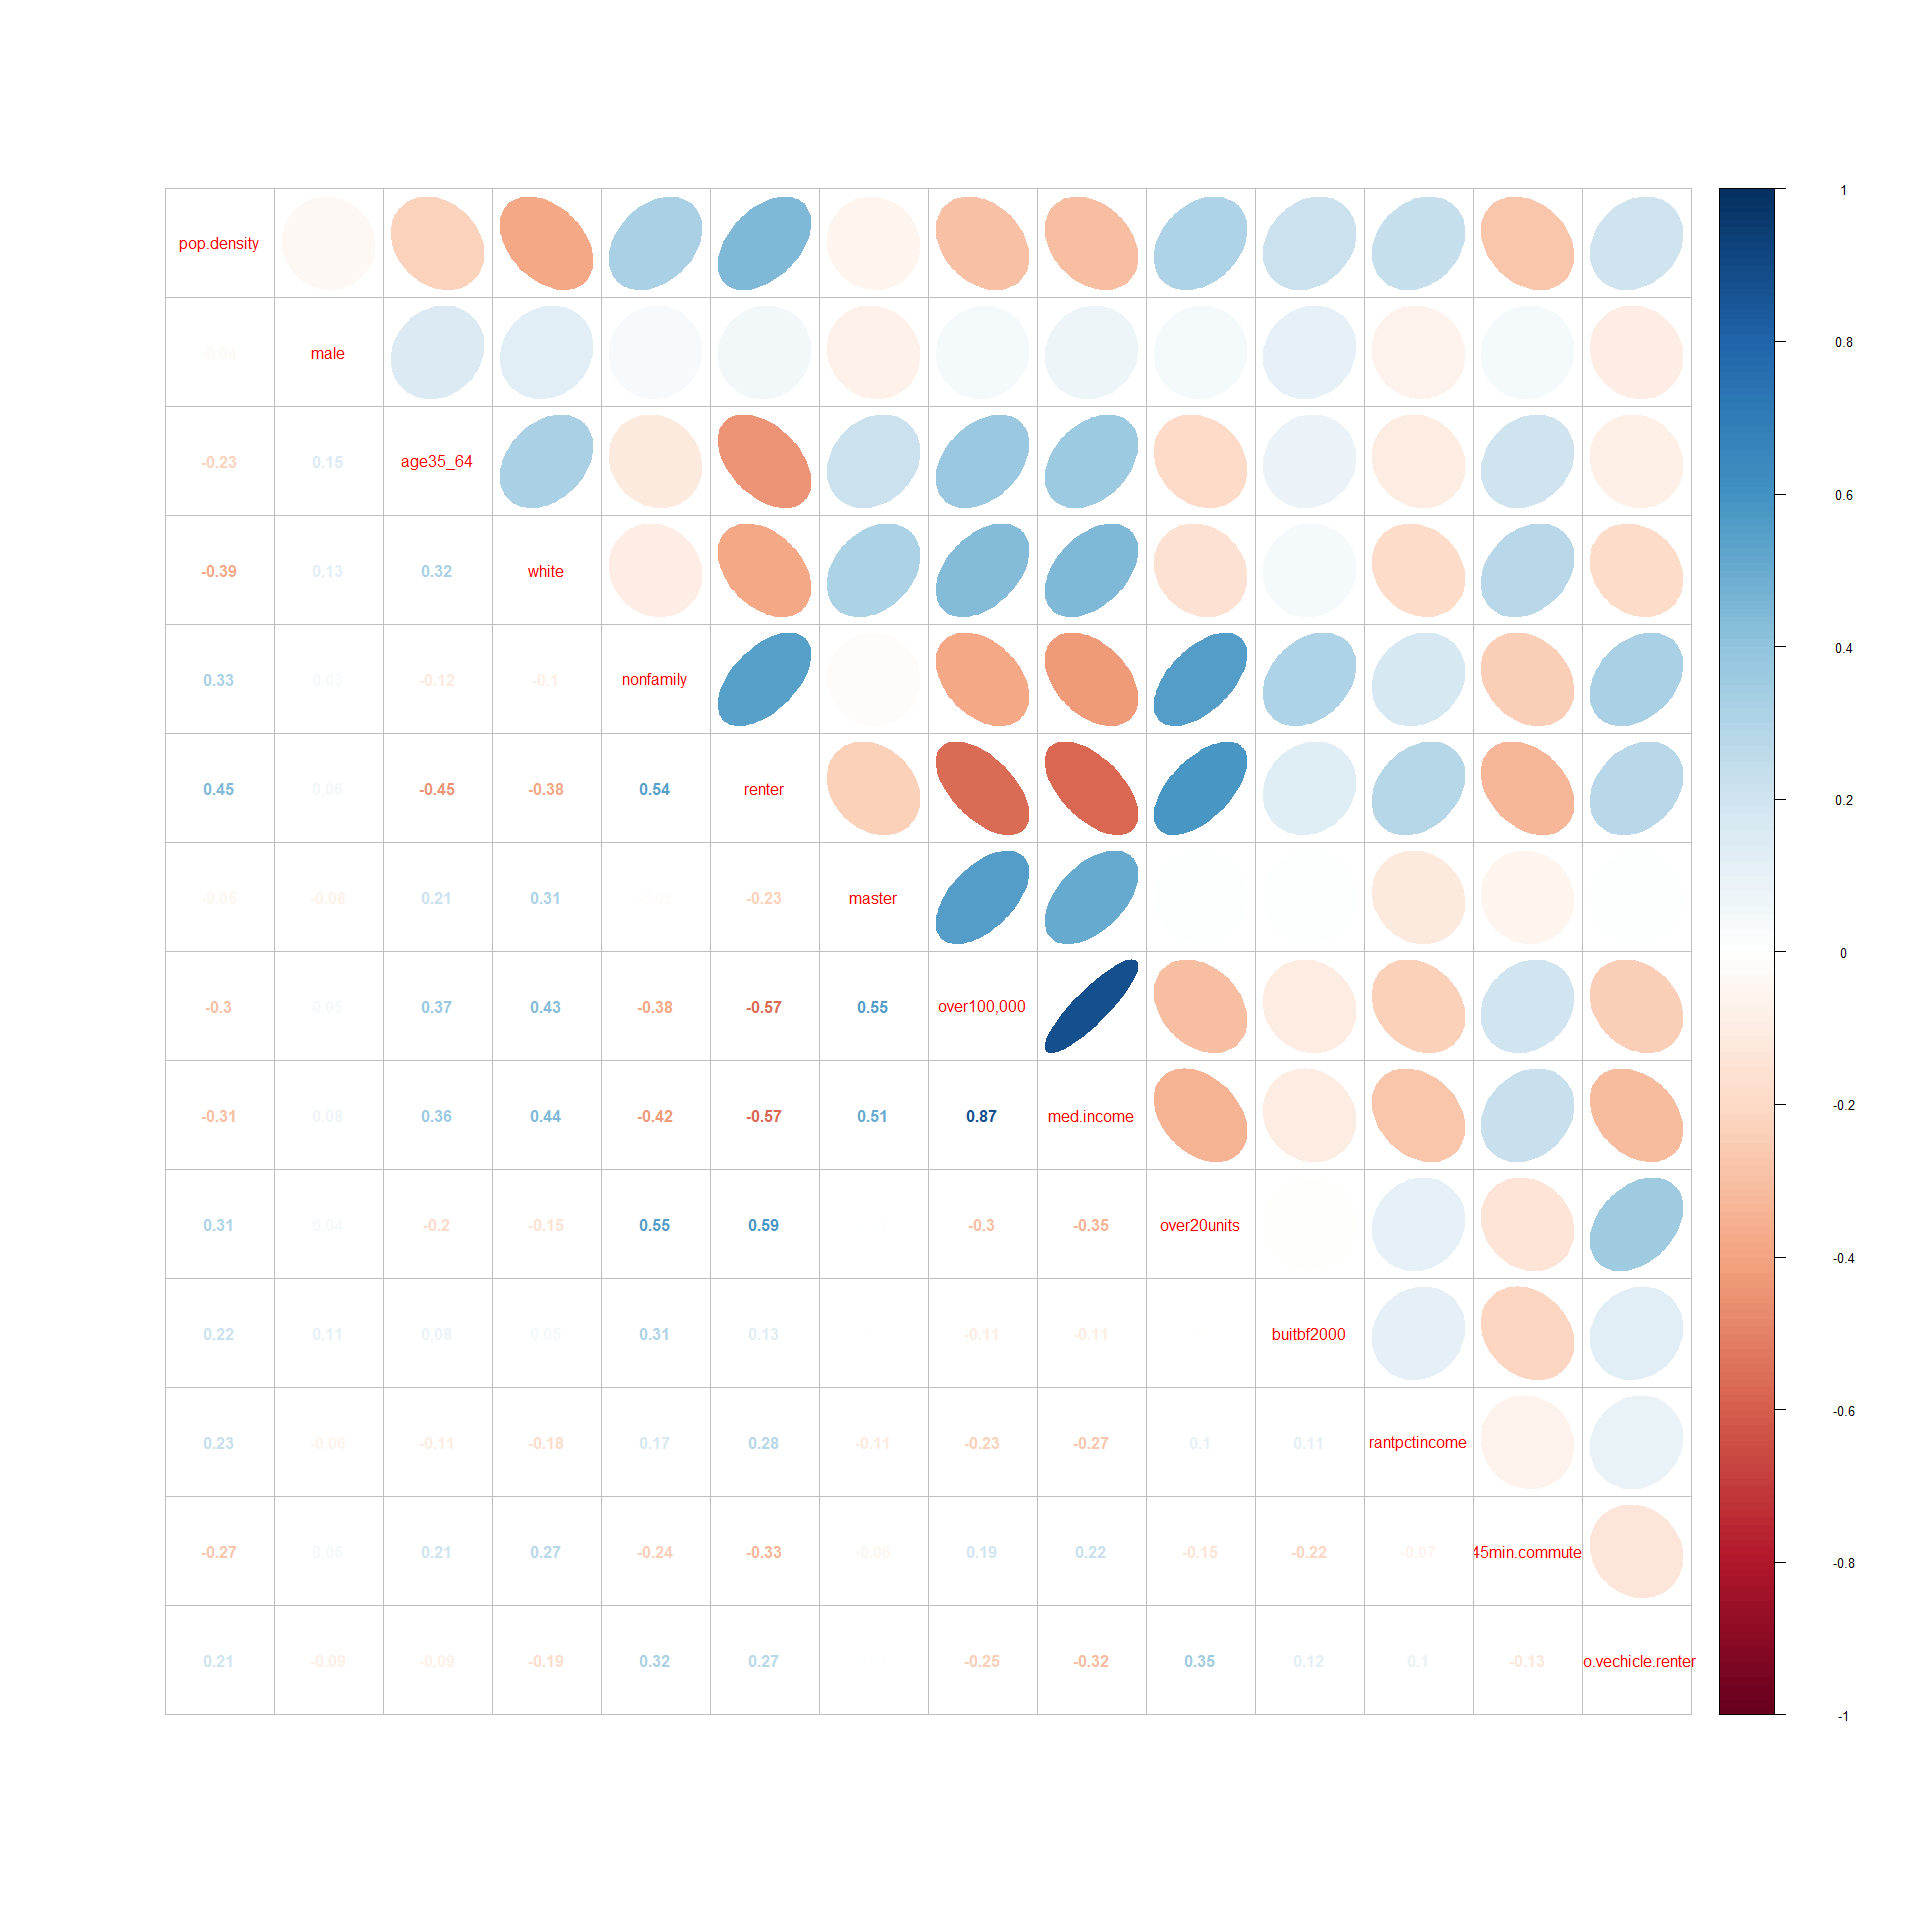 1
pop.density
0.8
-0.04 male
-0.23 0.15 age35_64
0.6
-0.39 0.13 0.32 white
0.4
0.33 0.03 -0.12 -0.1 nonfamily
0.2
0.45 0.06 -0.45 -0.38 0.54 renter
-0.05 -0.08 0.21 0.31 -0.23 master
0
-0.3 0.05 0.37 0.43 -0.38 -0.57 0.55 over100,000
-0.2
-0.31 0.08 0.36 0.44 -0.42 -0.57 0.51 0.87 med.income
-0.4
0.31 0.04 -0.2 -0.15 0.55 0.59 -0.3 -0.35 over20units
0.22 0.11 0.08 0.05 0.31 0.13 -0.11 -0.11 buitbf2000
-0.6
0.23 -0.06 -0.11 -0.18 0.17 0.28 -0.11 -0.23 -0.27 0.1 0.11 rantpctincome
-0.8
-0.27 0.05 0.21 0.27 -0.24 -0.33 -0.06 0.19 0.22 -0.15 -0.22 -0.07 45min.commute
0.21 -0.09 -0.09 -0.19 0.32 0.27 -0.25 -0.32 0.35 0.12 0.1 -0.13 o.vechicle.renter
-1